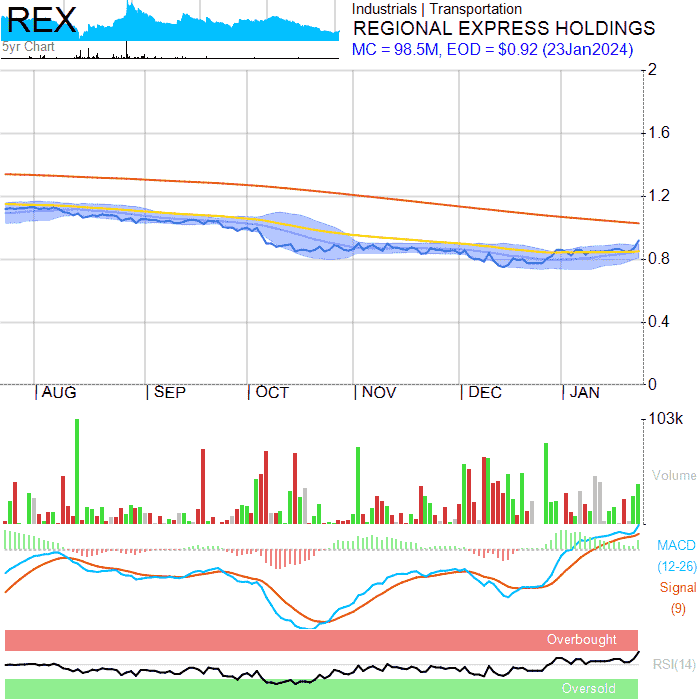 REX
5yr Chart
Industrials | Transportation
REGIONAL EXPRESS HOLDINGS
MC = 98.5M, EOD = $0.92 (23Jan2024)
2
1.6
1.2
0.8
0.4
0
AUG SEP OCT NOV DEC JAN
103k
Volume
MACD
(12-26)
Signal
(9)
Overbought
RSI(14)
Oversold